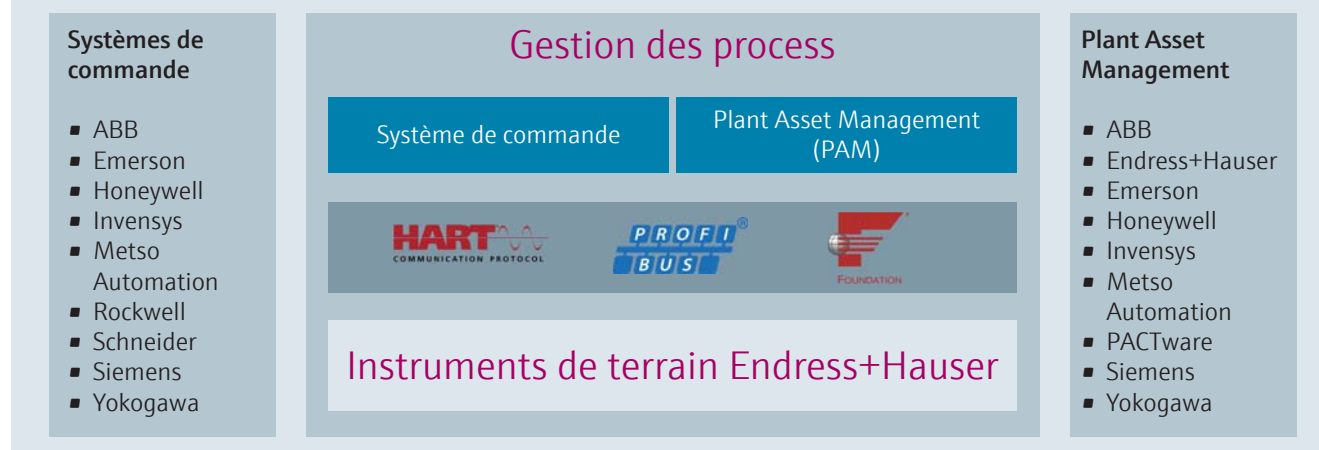 Systèmes de
commande
▪ ABB
▪ Emerson
▪ Honeywell
▪ Invensys
▪ Metso
Automation
▪ Rockwell
▪ Schneider
▪ Siemens
▪ Yokogawa
Gestion des process
Système de commande
Plant Asset Management
(PAM)
HART
COMMUNICATION PROTOCOL
PROFI®
BUS
FOUNDATION
Instruments de terrain Endress+Hauser
Plant Asset
Management
▪ ABB
▪ Endress+Hauser
▪ Emerson
▪ Honeywell
▪ Invensys
▪ Metso
Automation
▪ PACTware
▪ Siemens
▪ Yokogawa